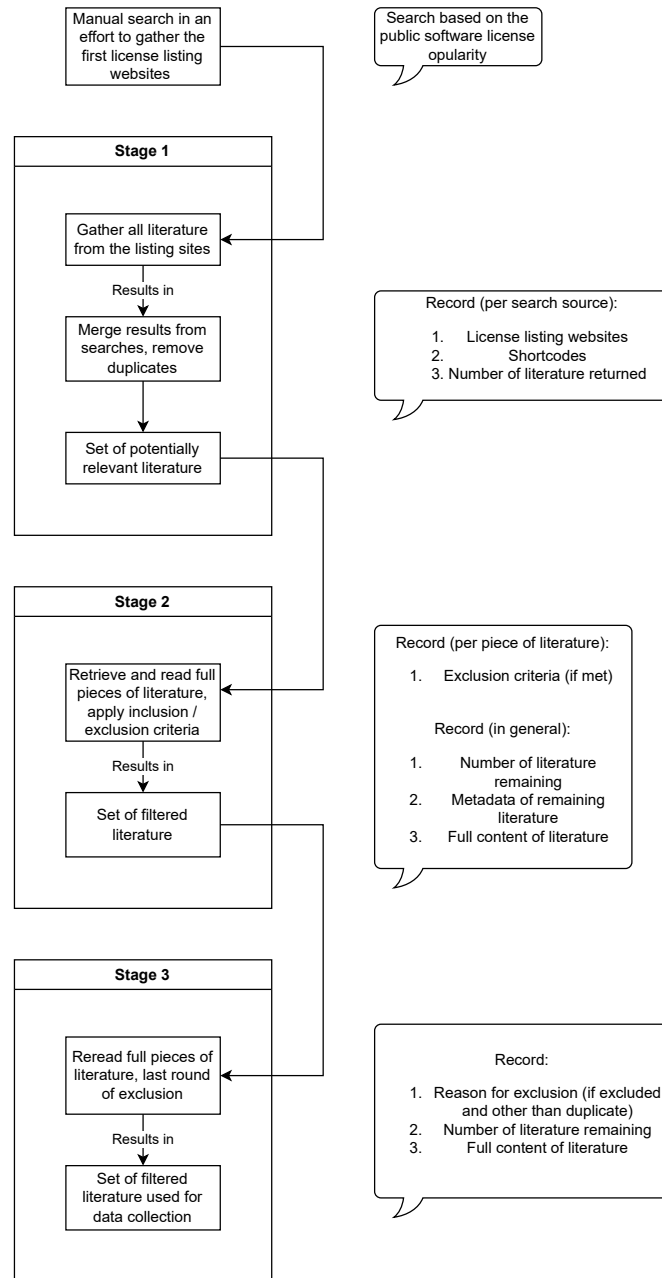 Manual search in an
effort to gather the
first license listing
websites
Search based on the
public software license
opularity
Stage 1
Gather all literature
from the listing sites
Results in
Merge results from
searches, remove
duplicates
Set of potentially
relevant literature
Record (per search source):
1. License listing websites
2. Shortcodes
3. Number of literature returned
Stage 2
Retrieve and read full
pieces of literature,
apply inclusion /
exclusion criteria
Results in
Set of filtered
literature
Record (per piece of literature):
1. Exclusion criteria (if met)
Record (in general):
1. Number of literature
remaining
2. Metadata of remaining
literature
3. Full content of literature
Stage 3
Reread full pieces of
literature, last round
of exclusion
Results in
Set of filtered
literature used for
data collection
Record:
1. Reason for exclusion (if excluded
and other than duplicate)
2. Number of literature remaining
3. Full content of literature